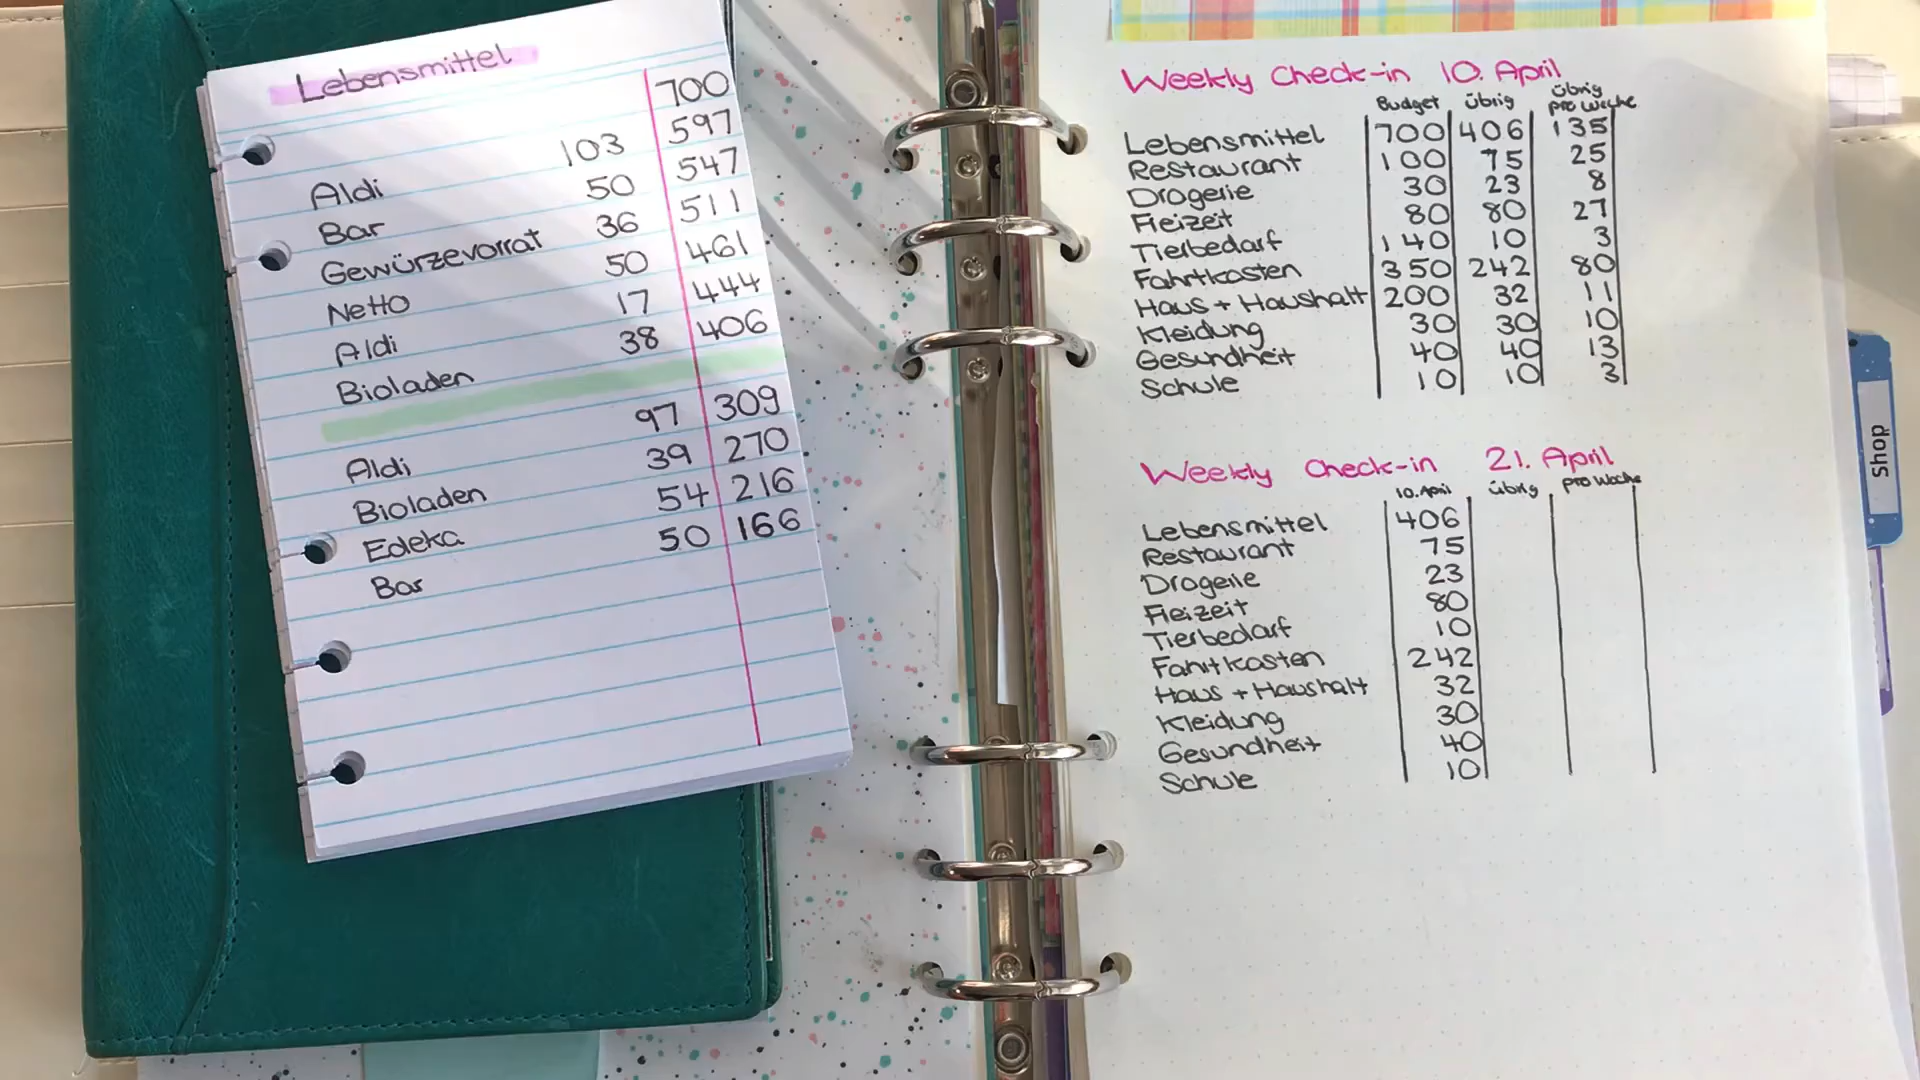 Lebensmittel
700
Aldi 103 597
Bar 50 547
Gewürzevorrat 36 511
Netto 50 461
Aldi 17 444
Bioladen 38 406
Aldi 97 309
Bioladen 39 270
Edeka 54 216
Bar 50 166
Weekly Check-in 10. April
Budget übrig übrig pro Woche
Lebensmittel 700 406 135
Restaurant 100 75 25
Drogerie 30 23 8
Freizeit 80 80 27
Tierbedarf 140 10 3
Fahrtkosten 350 242 80
Haus + Haushalt 200 32 11
Kleidung 30 30 10
Gesundheit 40 40 13
Schule 10 10 3
Weekly Check-in 21. April
10. April übrig pro Woche
Lebensmittel 406
Restaurant 75
Drogerie 23
Freizeit 80
Tierbedarf 10
Fahrtkosten 242
Haus + Haushalt 32
Kleidung 30
Gesundheit 40
Schule 10
Shop